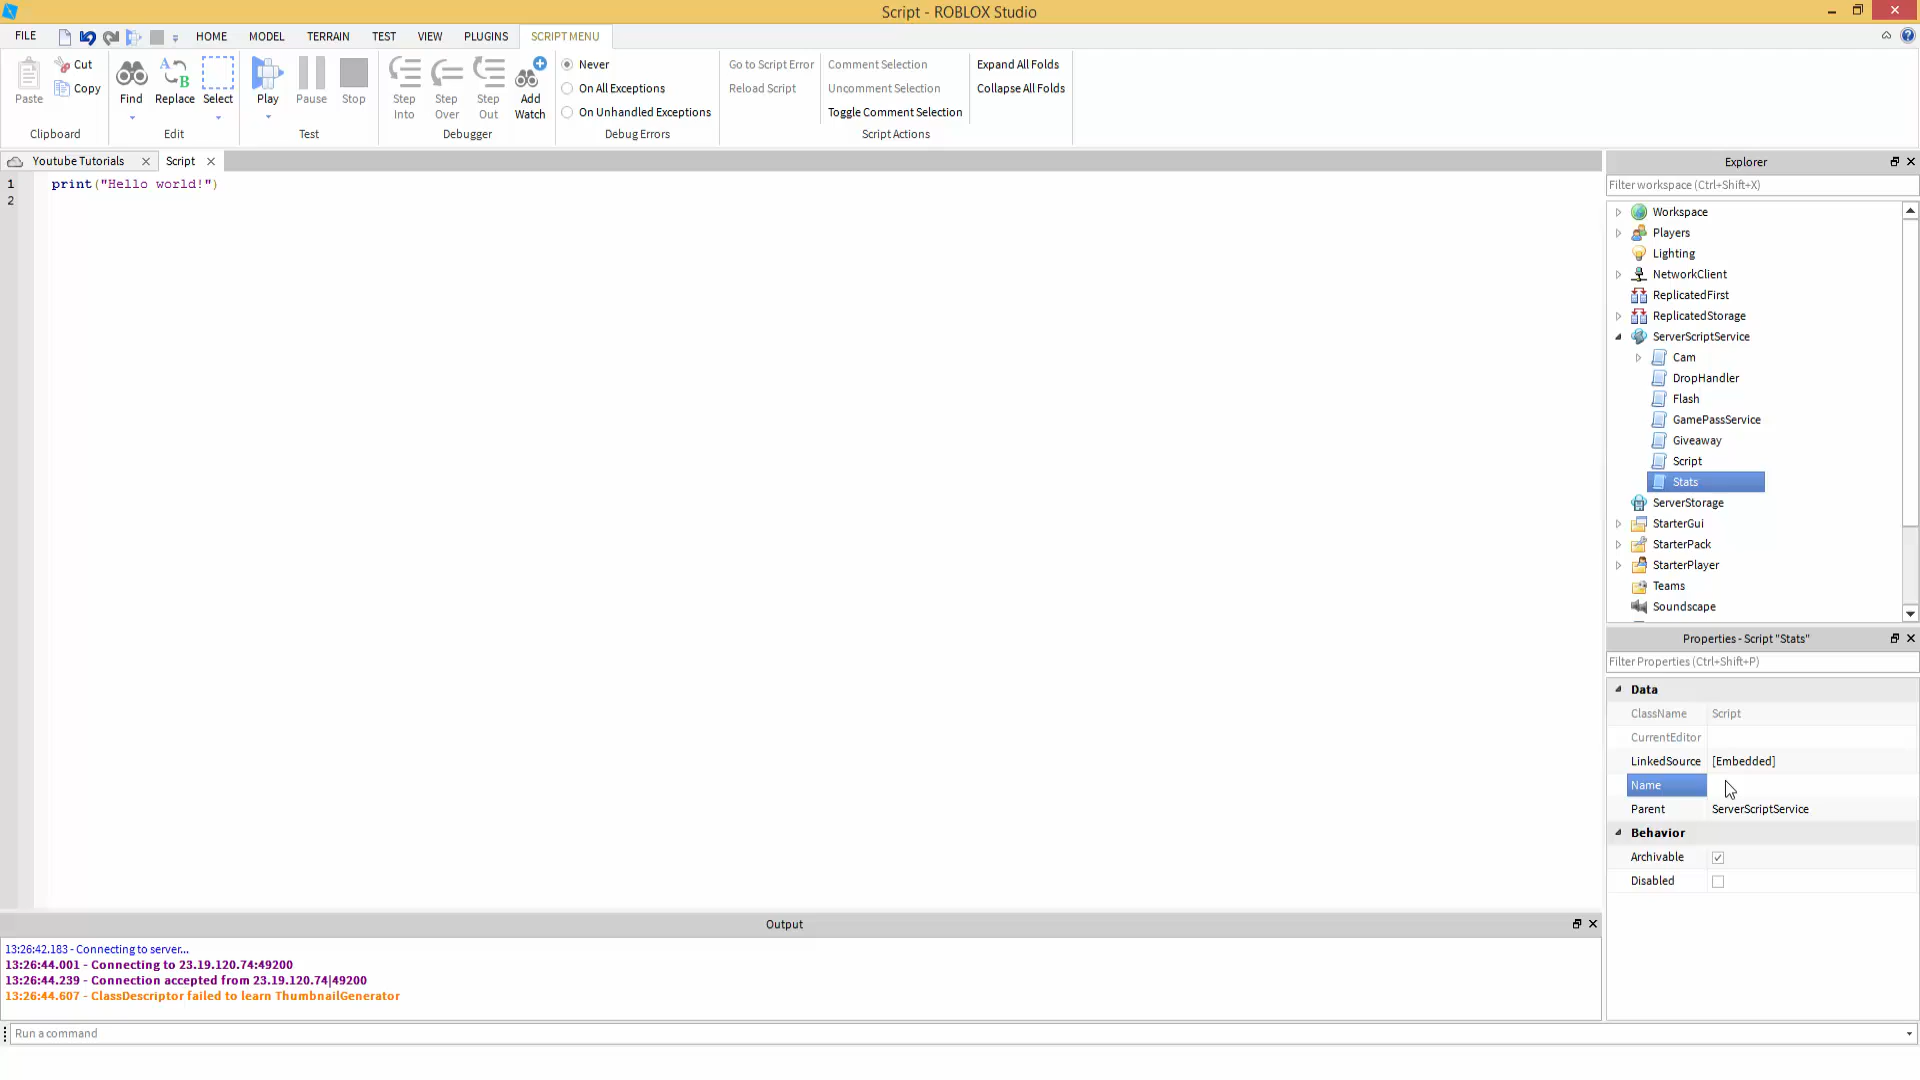 Script - ROBLOX Studio
FILE HOME MODEL TERRAIN TEST VIEW PLUGINS SCRIPT MENU
Paste
Cut
Copy
Clipboard
Find
Replace
Select
Edit
Play
Pause
Stop
Test
Step Into
Step Over
Step Out
Add Watch
Debugger
Never
On All Exceptions
On Unhandled Exceptions
Debug Errors
Go to Script Error
Reload Script
Comment Selection
Uncomment Selection
Toggle Comment Selection
Script Actions
Expand All Folds
Collapse All Folds
Youtube Tutorials
Script
1 print("Hello world!")
2
Explorer
Filter workspace (Ctrl+Shift+X)
Workspace
Players
Lighting
NetworkClient
ReplicatedFirst
ReplicatedStorage
ServerScriptService
Cam
DropHandler
Flash
GamePassService
Giveaway
Script
Stats
ServerStorage
StarterGui
StarterPack
StarterPlayer
Teams
Soundscape
Properties - Script "Stats"
Filter Properties (Ctrl+Shift+P)
Data
ClassName Script
CurrentEditor
LinkedSource [Embedded]
Name
Parent ServerScriptService
Behavior
Archivable
Disabled
Output
13:26:42.183 - Connecting to server...
13:26:44.001 - Connecting to 23.19.120.74:49200
13:26:44.239 - Connection accepted from 23.19.120.74|49200
13:26:44.607 - ClassDescriptor failed to learn ThumbnailGenerator
Run a command